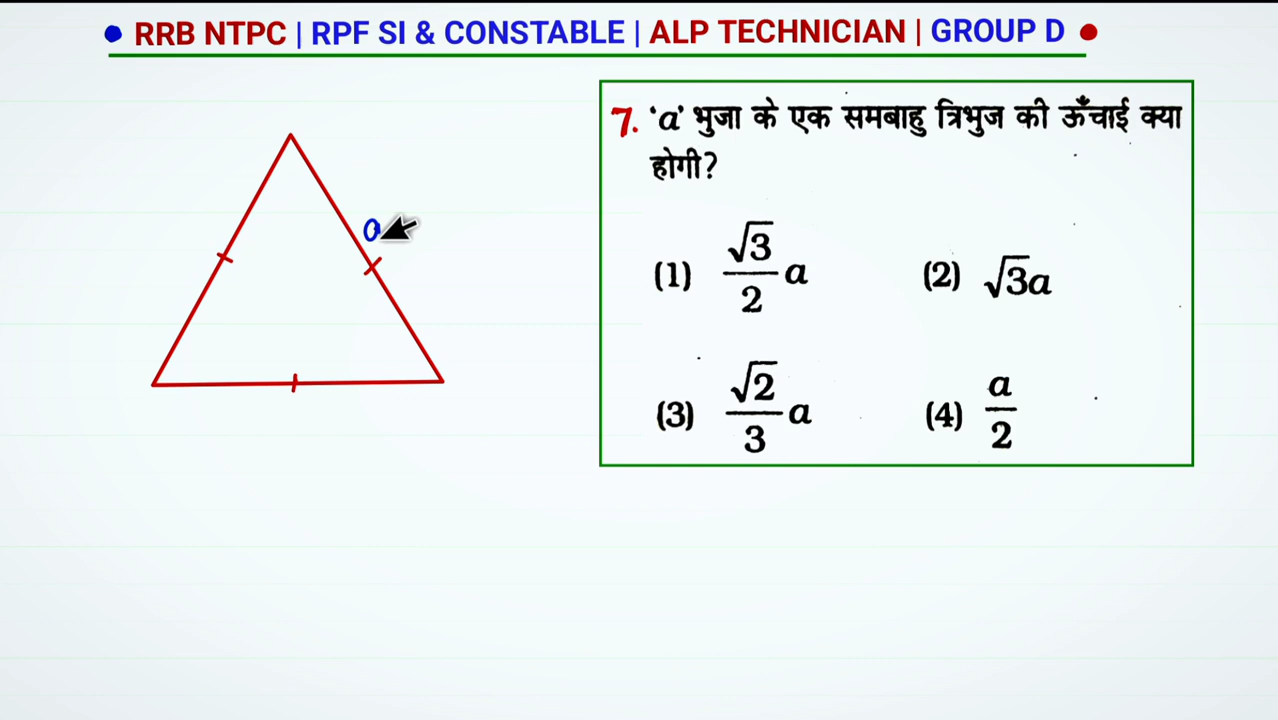 • RRB NTPC | RPF SI & CONSTABLE | ALP TECHNICIAN | GROUP D •
7. 'a' भुजा के एक समबाहु त्रिभुज की ऊँचाई क्या
होगी?
(1) √3/2 a (2) √3a
(3) √2/3 a (4) a/2